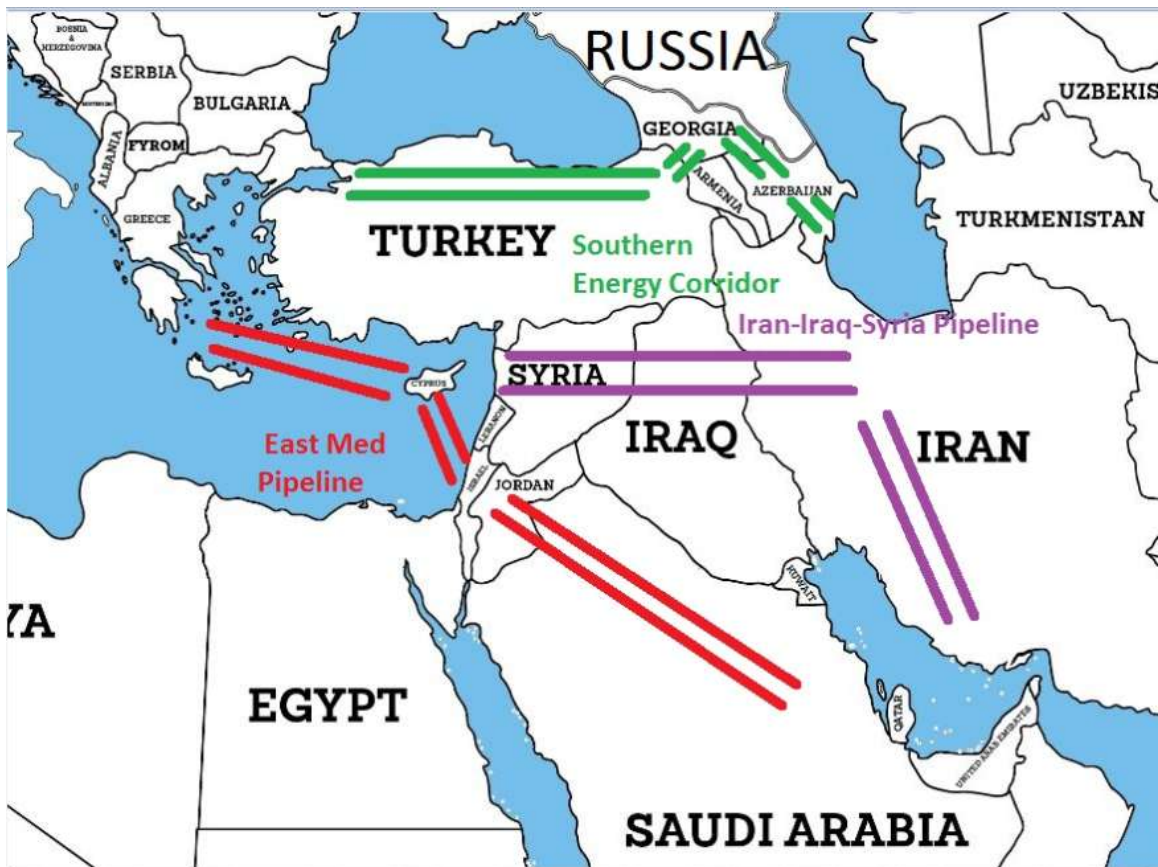 BOSNIA
&
HERZEGOVINA
SERBIA
BULGARIA
ALBANIA
FYROM
GREECE
RUSSIA
GEORGIA
ARMENIA
AZERBAIJAN
UZBEKIS
TURKMENISTAN
TURKEY
Southern
Energy Corridor
Iran-Iraq-Syria Pipeline
CYPRUS
SYRIA
LEBANON
IRAQ
IRAN
East Med
Pipeline
ISRAEL
JORDAN
KUWAIT
YA
EGYPT
QATAR
UNITED ARAB EMIRATES
SAUDI ARABIA